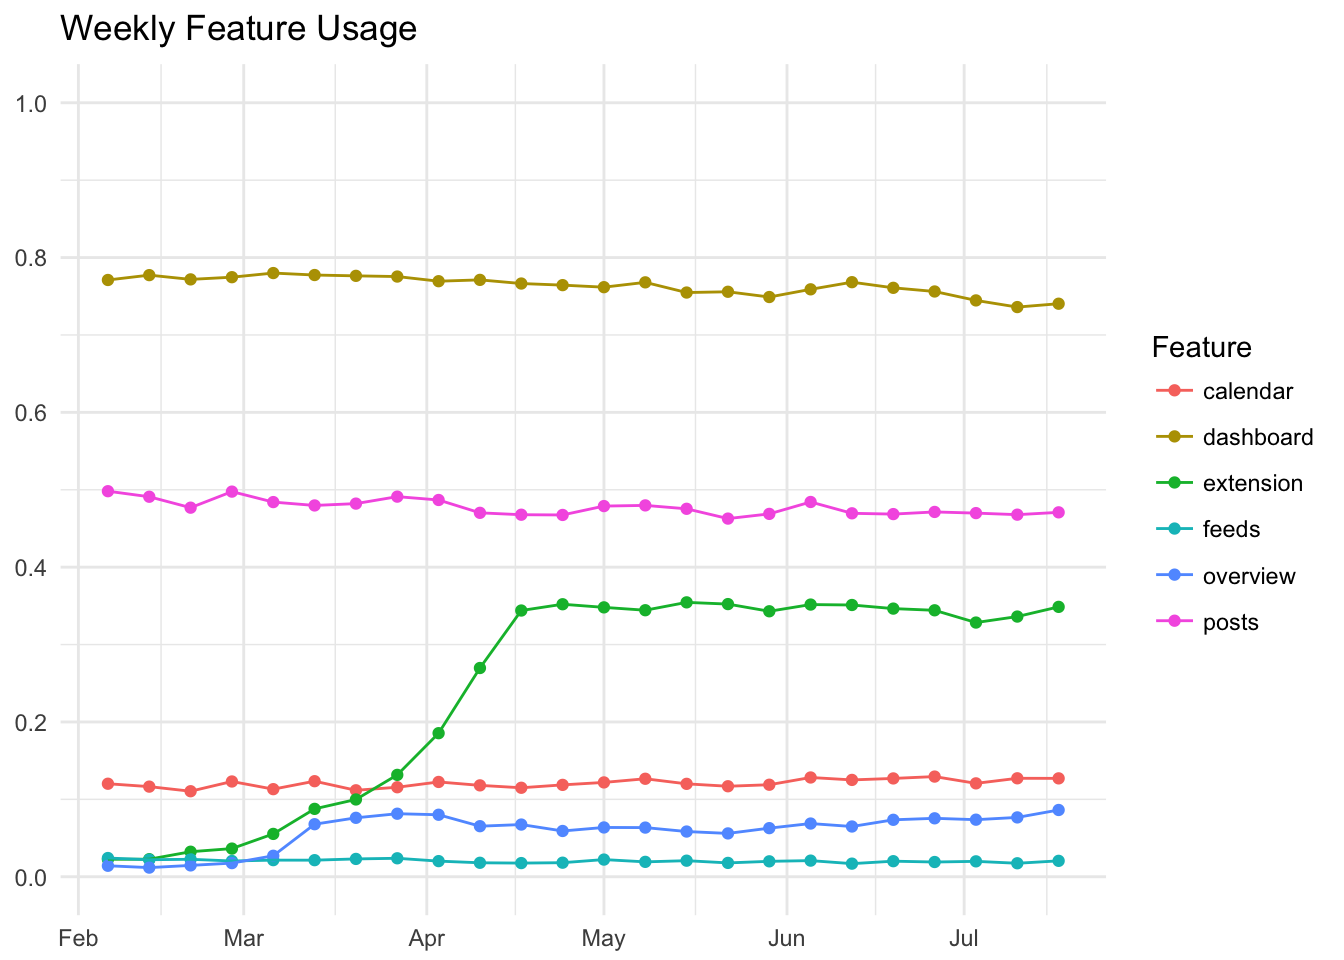 Weekly Feature Usage
1.0
0.8
0.6
0.4
0.2
0.0
Feb Mar Apr May Jun Jul
Feature
calendar
dashboard
extension
feeds
overview
posts